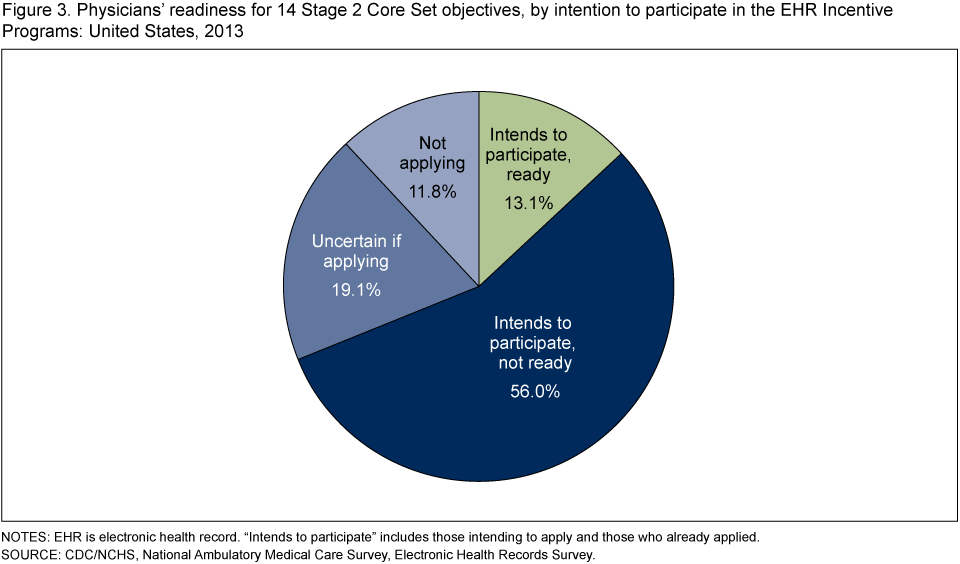 Figure 3. Physicians’ readiness for 14 Stage 2 Core Set objectives, by intention to participate in the EHR Incentive
Programs: United States, 2013
Not
applying
11.8%
Intends to
participate,
ready
13.1%
Uncertain if
applying
19.1%
Intends to
participate,
not ready
56.0%
NOTES: EHR is electronic health record. “Intends to participate” includes those intending to apply and those who already applied.
SOURCE: CDC/NCHS, National Ambulatory Medical Care Survey, Electronic Health Records Survey.